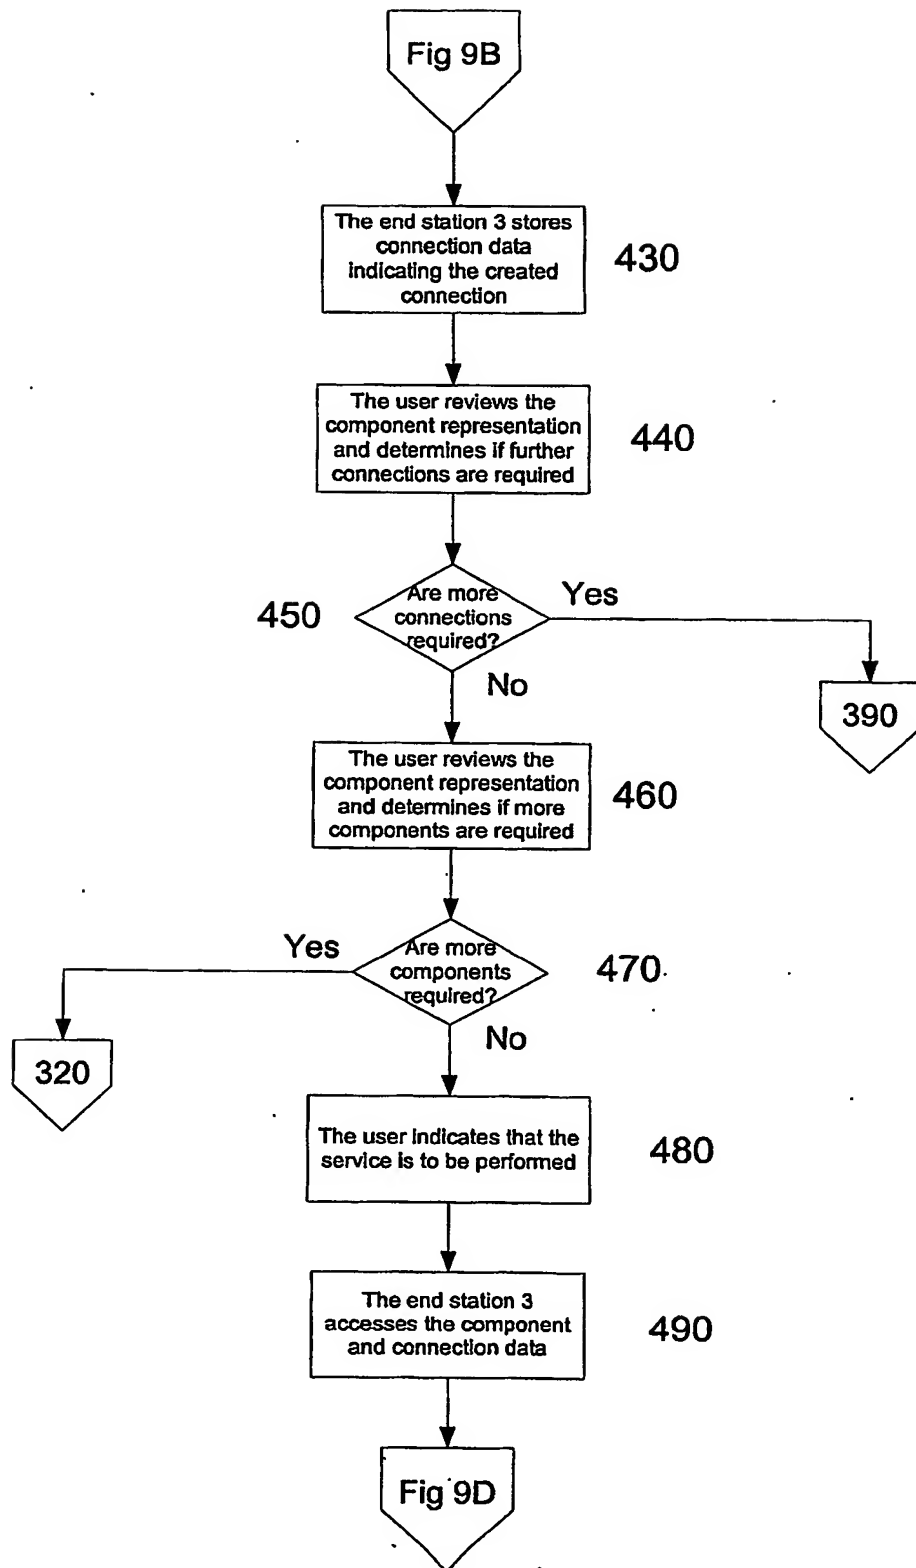 Fig 9B
The end station 3 stores
connection data
indicating the created
connection
430
The user reviews the
component representation
and determines if further
connections are required
440
450
Are more
connections
required?
Yes
No
390
The user reviews the
component representation
and determines if more
components are required
460
Yes
Are more
components
required?
470
No
320
The user indicates that the
service is to be performed
480
The end station 3
accesses the component
and connection data
490
Fig 9D